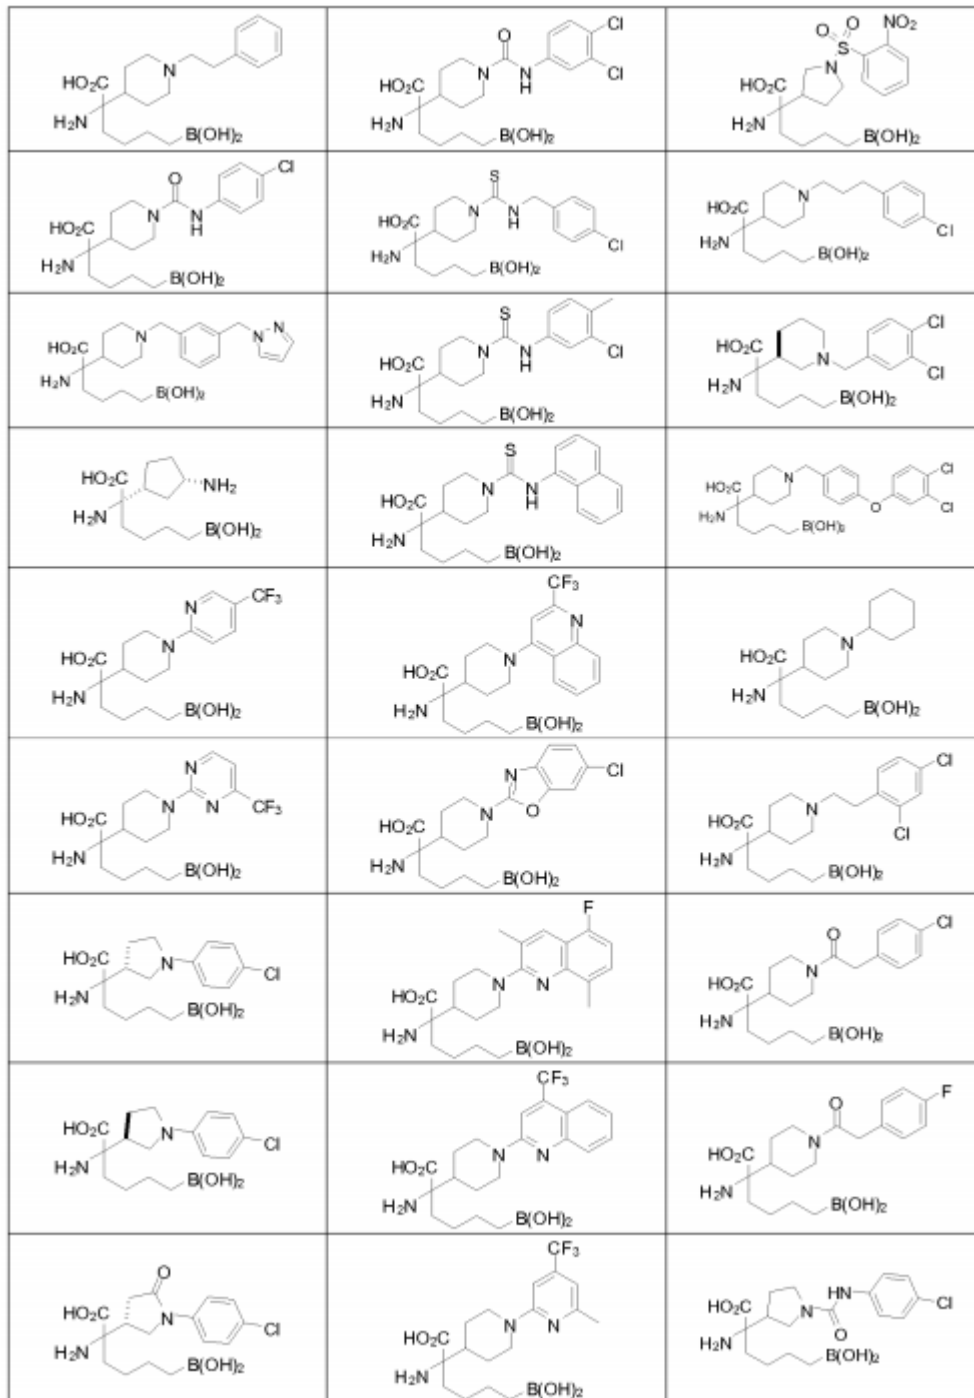 N
HO₂C
H₂N
B(OH)₂
O
N
N
H
Cl
Cl
HO₂C
H₂N
B(OH)₂
O
O
NO₂
S
N
HO₂C
H₂N
B(OH)₂
O
Cl
N
N
H
HO₂C
H₂N
B(OH)₂
S
N
NH
HO₂C
Cl
H₂N
B(OH)₂
N
HO₂C
Cl
H₂N
B(OH)₂
N
N
N
HO₂C
H₂N
B(OH)₂
S
N
N
H
Cl
HO₂C
H₂N
B(OH)₂
Cl
HO₂C
N
Cl
H₂N
B(OH)₂
HO₂C
NH₂
H₂N
B(OH)₂
S
N
NH
HO₂C
H₂N
B(OH)₂
N
Cl
Cl
O
HO₂C
H₂N
B(OH)₂
CF₃
N
N
HO₂C
H₂N
B(OH)₂
CF₃
N
N
HO₂C
H₂N
B(OH)₂
N
HO₂C
H₂N
B(OH)₂
N
N
N
CF₃
HO₂C
H₂N
B(OH)₂
Cl
N
O
N
HO₂C
H₂N
B(OH)₂
Cl
N
Cl
HO₂C
H₂N
B(OH)₂
HO₂C
N
Cl
H₂N
B(OH)₂
F
N
N
HO₂C
H₂N
B(OH)₂
Cl
O
N
HO₂C
H₂N
B(OH)₂
HO₂C
N
Cl
H₂N
B(OH)₂
CF₃
N
N
HO₂C
H₂N
B(OH)₂
F
O
N
HO₂C
H₂N
B(OH)₂
O
HO₂C
N
Cl
H₂N
B(OH)₂
CF₃
N
N
HO₂C
H₂N
B(OH)₂
NH
Cl
HO₂C
N
O
H₂N
B(OH)₂